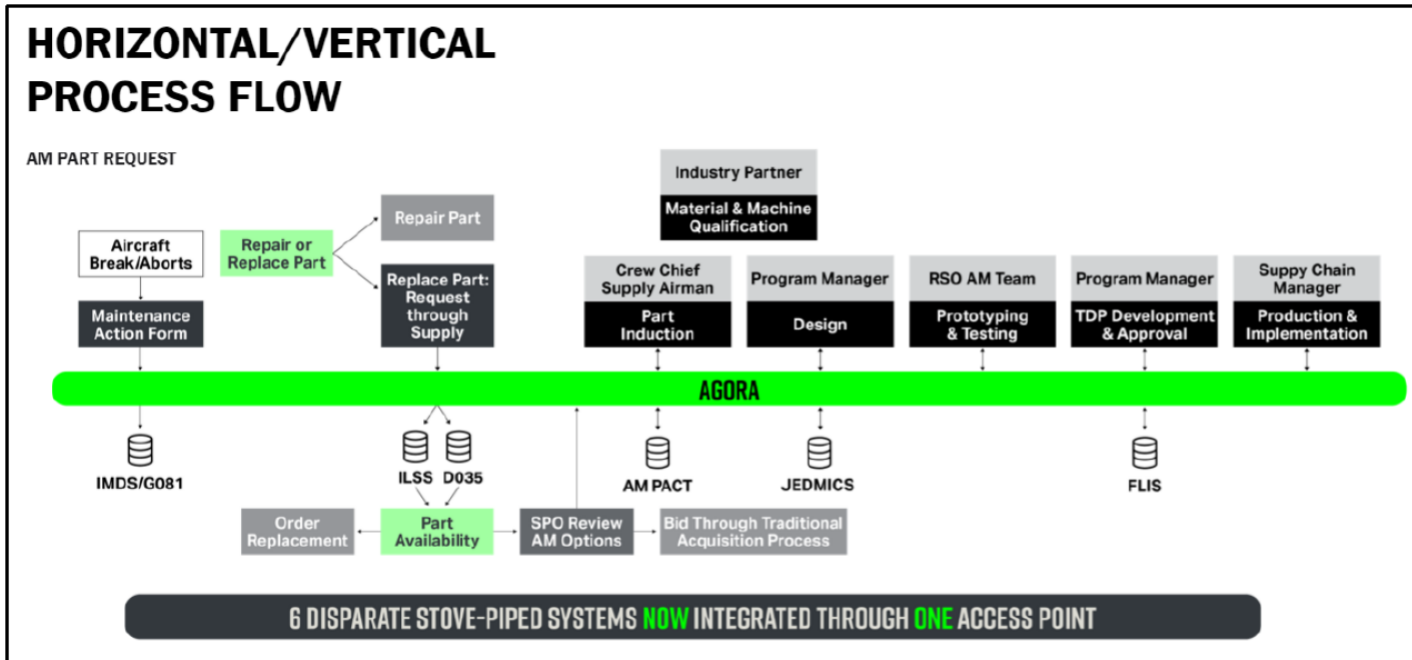 HORIZONTAL/VERTICAL
PROCESS FLOW
AM PART REQUEST
Aircraft
Break/Aborts
Maintenance
Action Form
Repair or
Replace Part
Repair Part
Replace Part:
Request
through
Supply
Industry Partner
Material & Machine
Qualification
Crew Chief
Supply Airman
Part
Induction
Program Manager
Design
RSO AM Team
Prototyping
& Testing
Program Manager
TDP Development
& Approval
Suppy Chain
Manager
Production &
Implementation
AGORA
IMDS/G081
ILSS
D035
AM PACT
JEDMICS
FLIS
Order
Replacement
Part
Availability
SPO Review
AM Options
Bid Through Traditional
Acquisition Process
6 DISPARATE STOVE-PIPED SYSTEMS NOW INTEGRATED THROUGH ONE ACCESS POINT